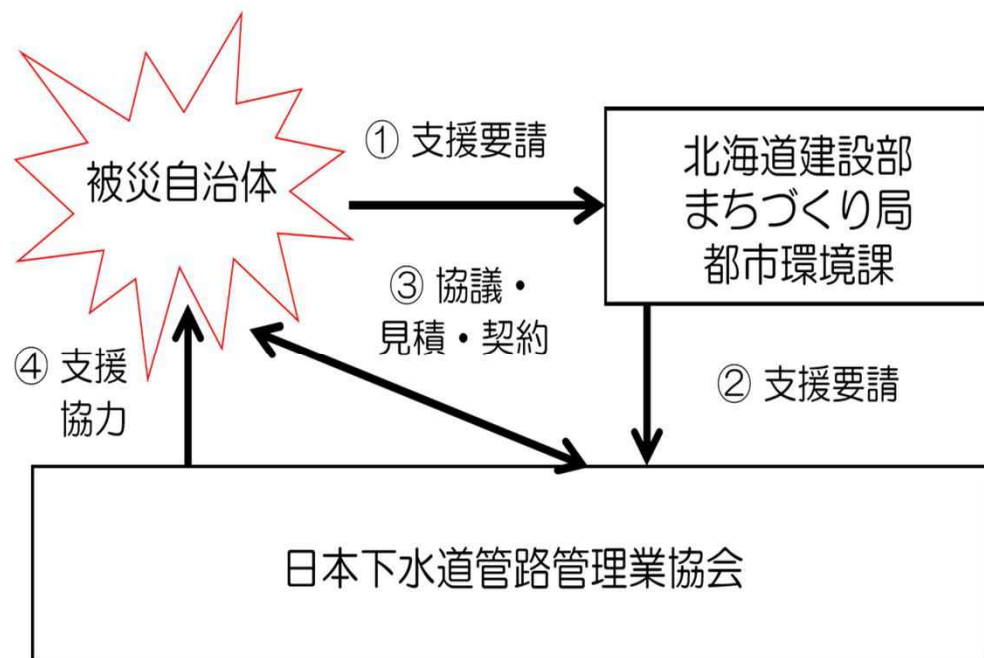 被災自治体
① 支援要請
北海道建設部
まちづくり局
都市環境課
③ 協議・
見積・契約
② 支援要請
④ 支援
協力
日本下水道管路管理業協会